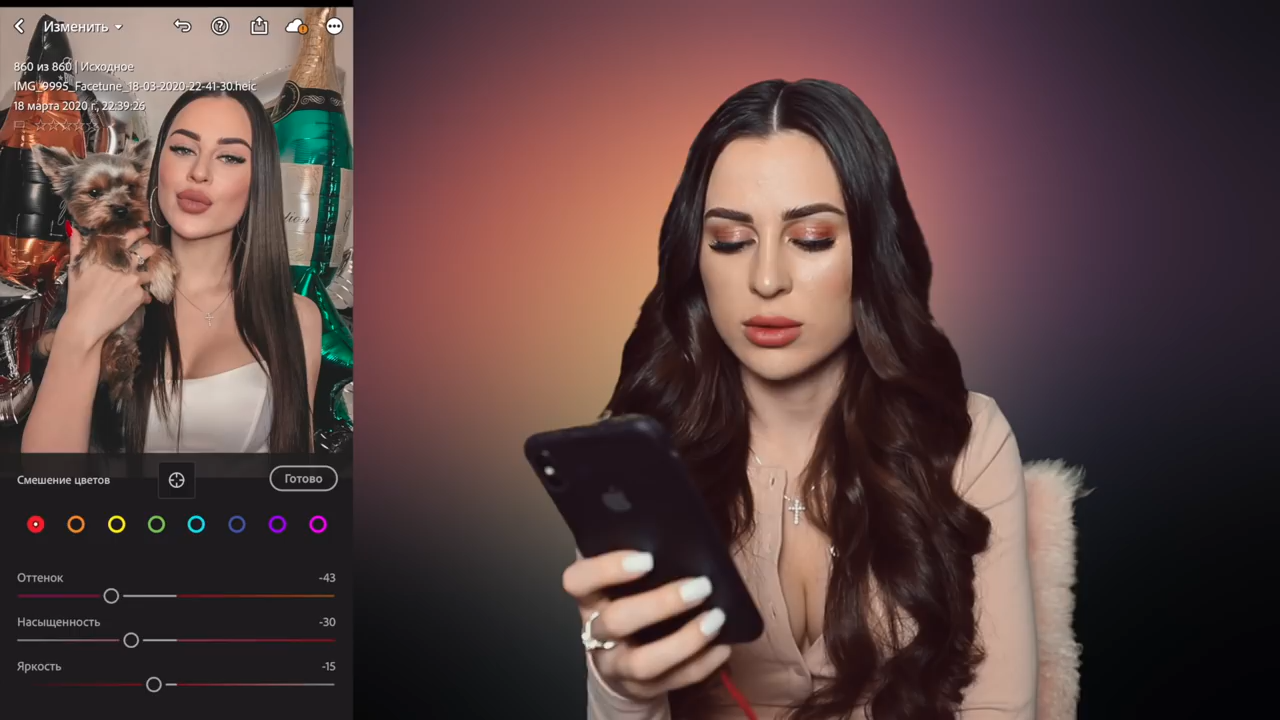 Изменить
860 из 860 | Исходное
IMG_9995_Facetune_18-03-2020-22-41-30.heic
18 марта 2020 г., 22:39:26
Смешение цветов
Готово
Оттенок -43
Насыщенность -30
Яркость -15